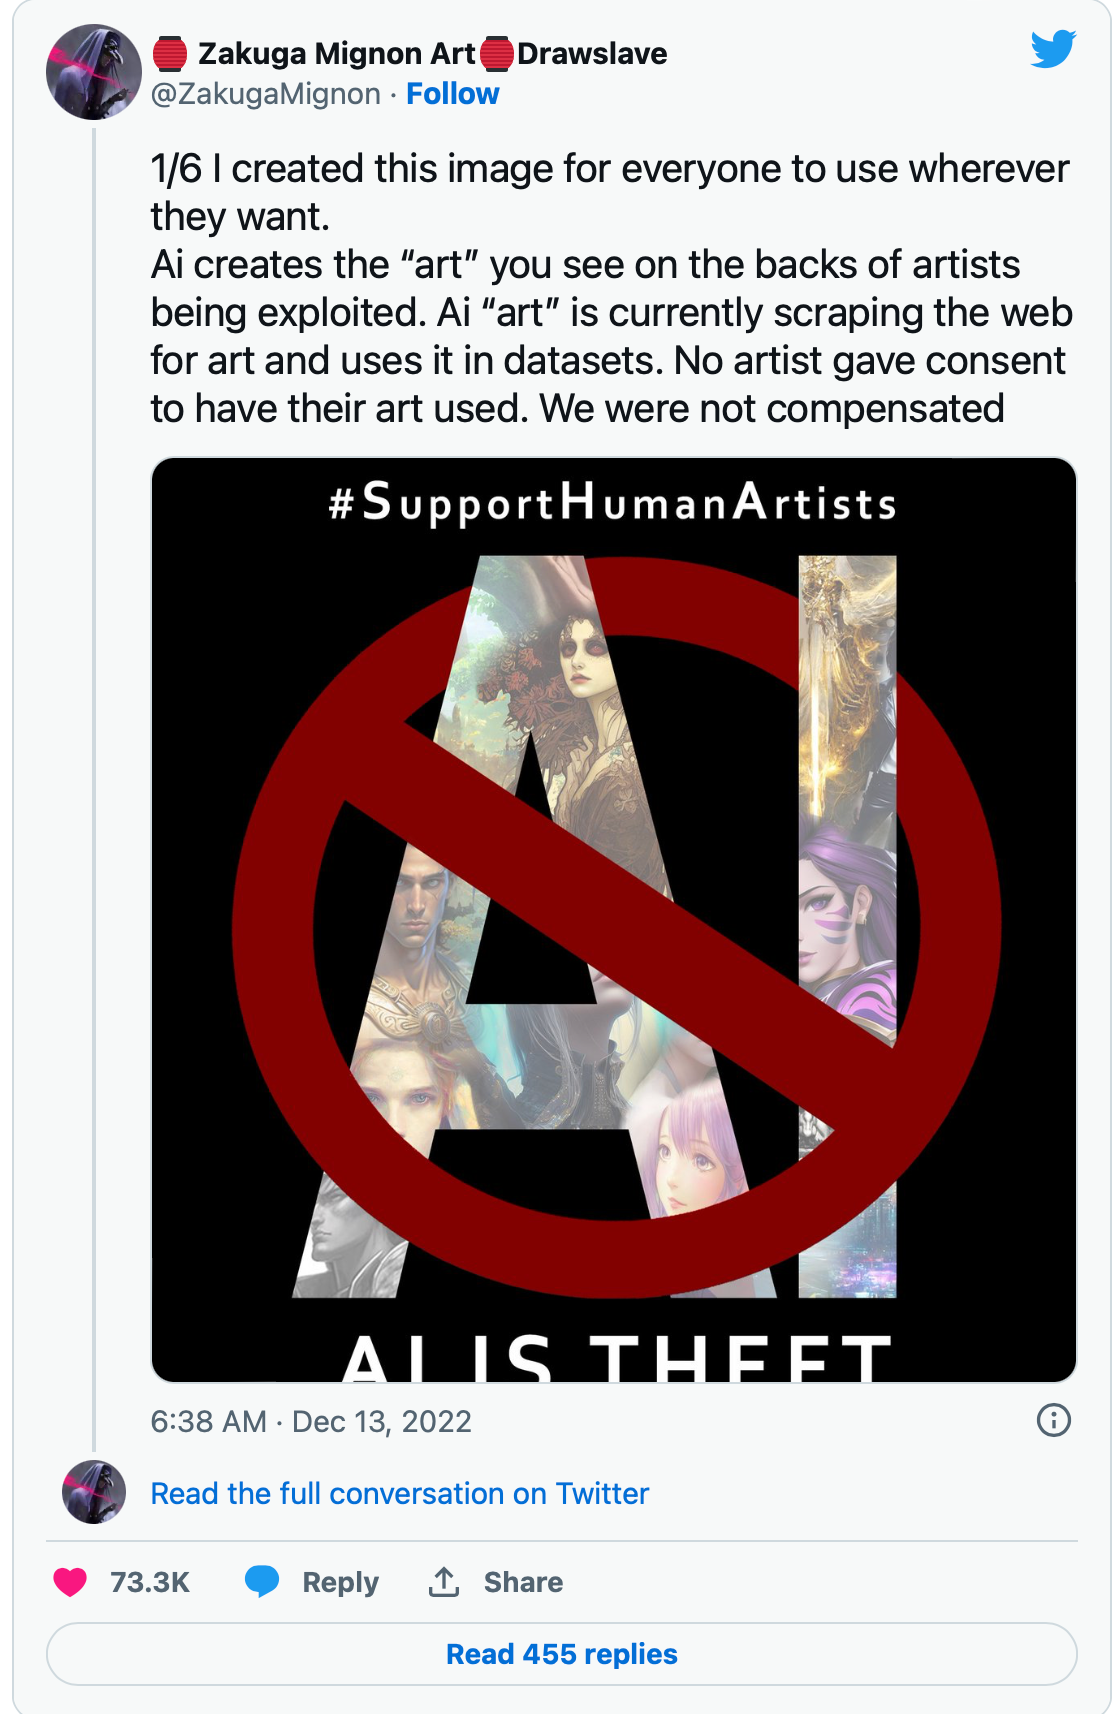 Zakuga Mignon Art Drawslave
@ZakugaMignon · Follow
1/6 I created this image for everyone to use wherever
they want.
Ai creates the “art” you see on the backs of artists
being exploited. Ai “art” is currently scraping the web
for art and uses it in datasets. No artist gave consent
to have their art used. We were not compensated
#SupportHumanArtists
AI
AI IS THEFT
6:38 AM · Dec 13, 2022
Read the full conversation on Twitter
73.3K Reply Share
Read 455 replies